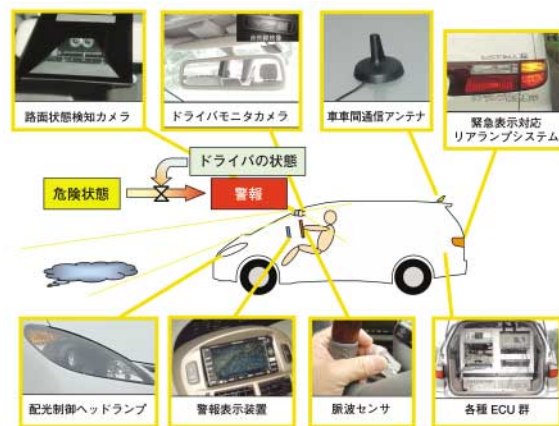 路面状態検知カメラ
ドライバモニタカメラ
車車間通信アンテナ
緊急表示対応
リアランプシステム
ドライバの状態
危険状態
警報
配光制御ヘッドランプ
警報表示装置
脈波センサ
各種 ECU 群